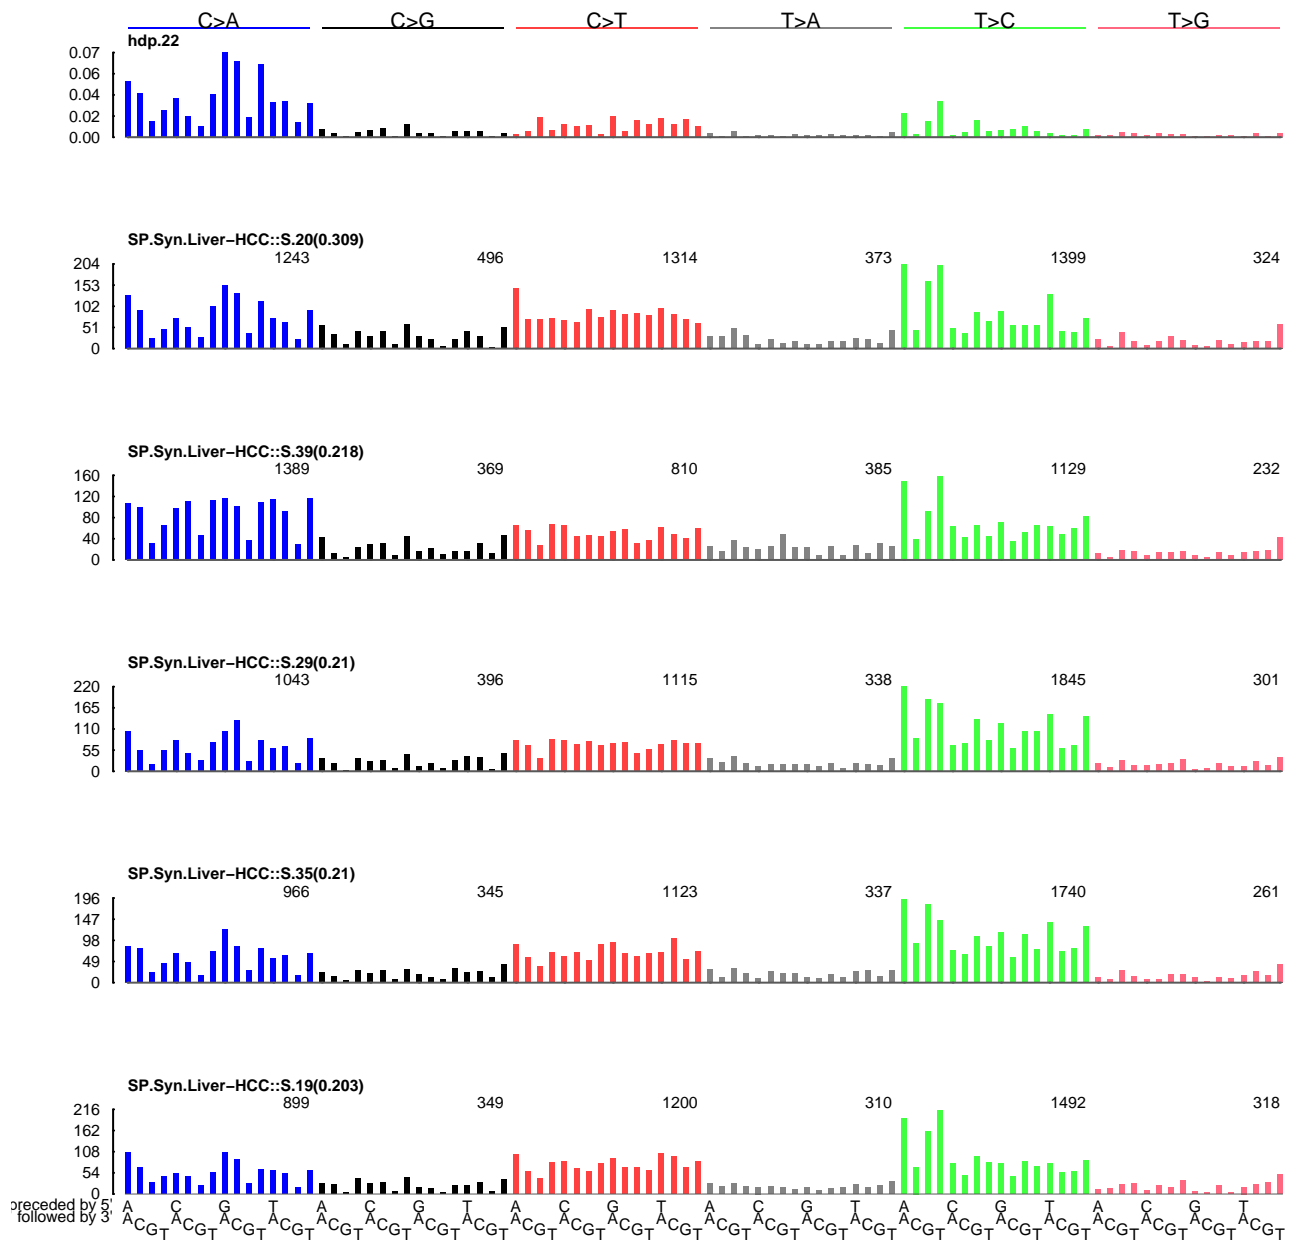 C>A C>G C>T T>A T>C T>G
hdp.22
0.07
0.06
0.04
0.02
0.00
SP.Syn.Liver−HCC::S.20(0.309)
1243 496 1314 373 1399 324
204
153
102
51
0
SP.Syn.Liver−HCC::S.39(0.218)
1389 369 810 385 1129 232
160
120
80
40
0
SP.Syn.Liver−HCC::S.29(0.21)
1043 396 1115 338 1845 301
220
165
110
55
0
SP.Syn.Liver−HCC::S.35(0.21)
966 345 1123 337 1740 261
196
147
98
49
0
SP.Syn.Liver−HCC::S.19(0.203)
899 349 1200 310 1492 318
216
162
108
54
0
preceded by 5' A C G T A C G T A C G T A C G T A C G T A C G T
followed by 3' A C G T A C G T A C G T A C G T A C G T A C G T A C G T A C G T A C G T A C G T A C G T A C G T A C G T A C G T A C G T A C G T A C G T A C G T A C G T A C G T A C G T A C G T A C G T A C G T